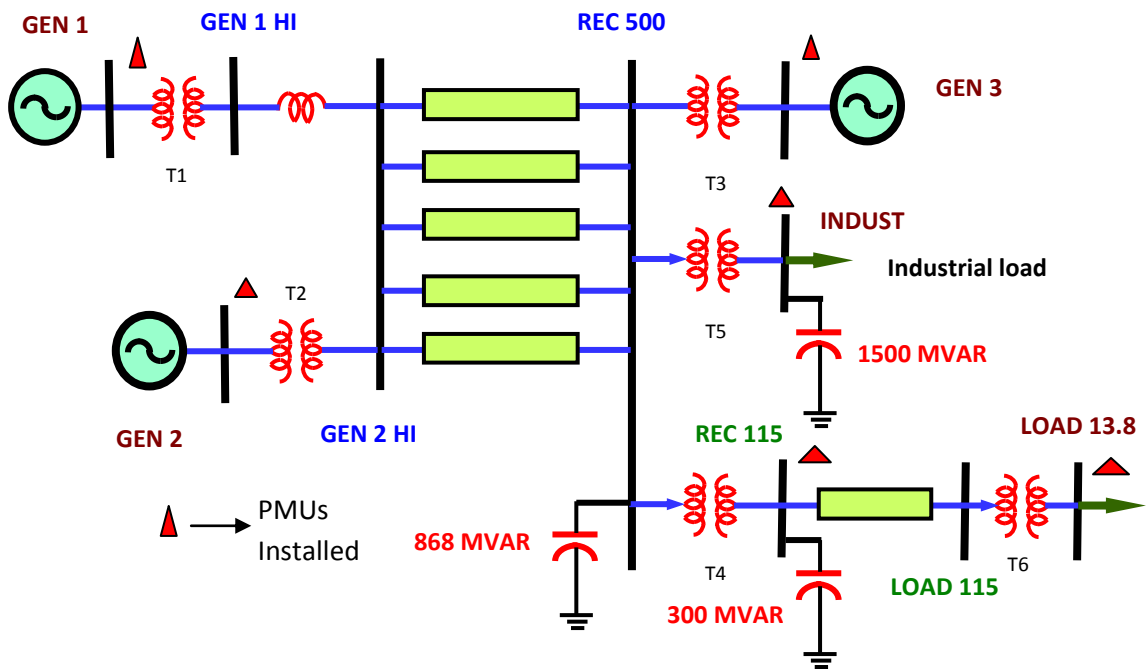 GEN 1
GEN 1 HI
REC 500
GEN 3
T1
T3
INDUST
Industrial load
T2
T5
1500 MVAR
GEN 2
GEN 2 HI
REC 115
LOAD 13.8
PMUs
Installed
868 MVAR
T4
300 MVAR
LOAD 115
T6